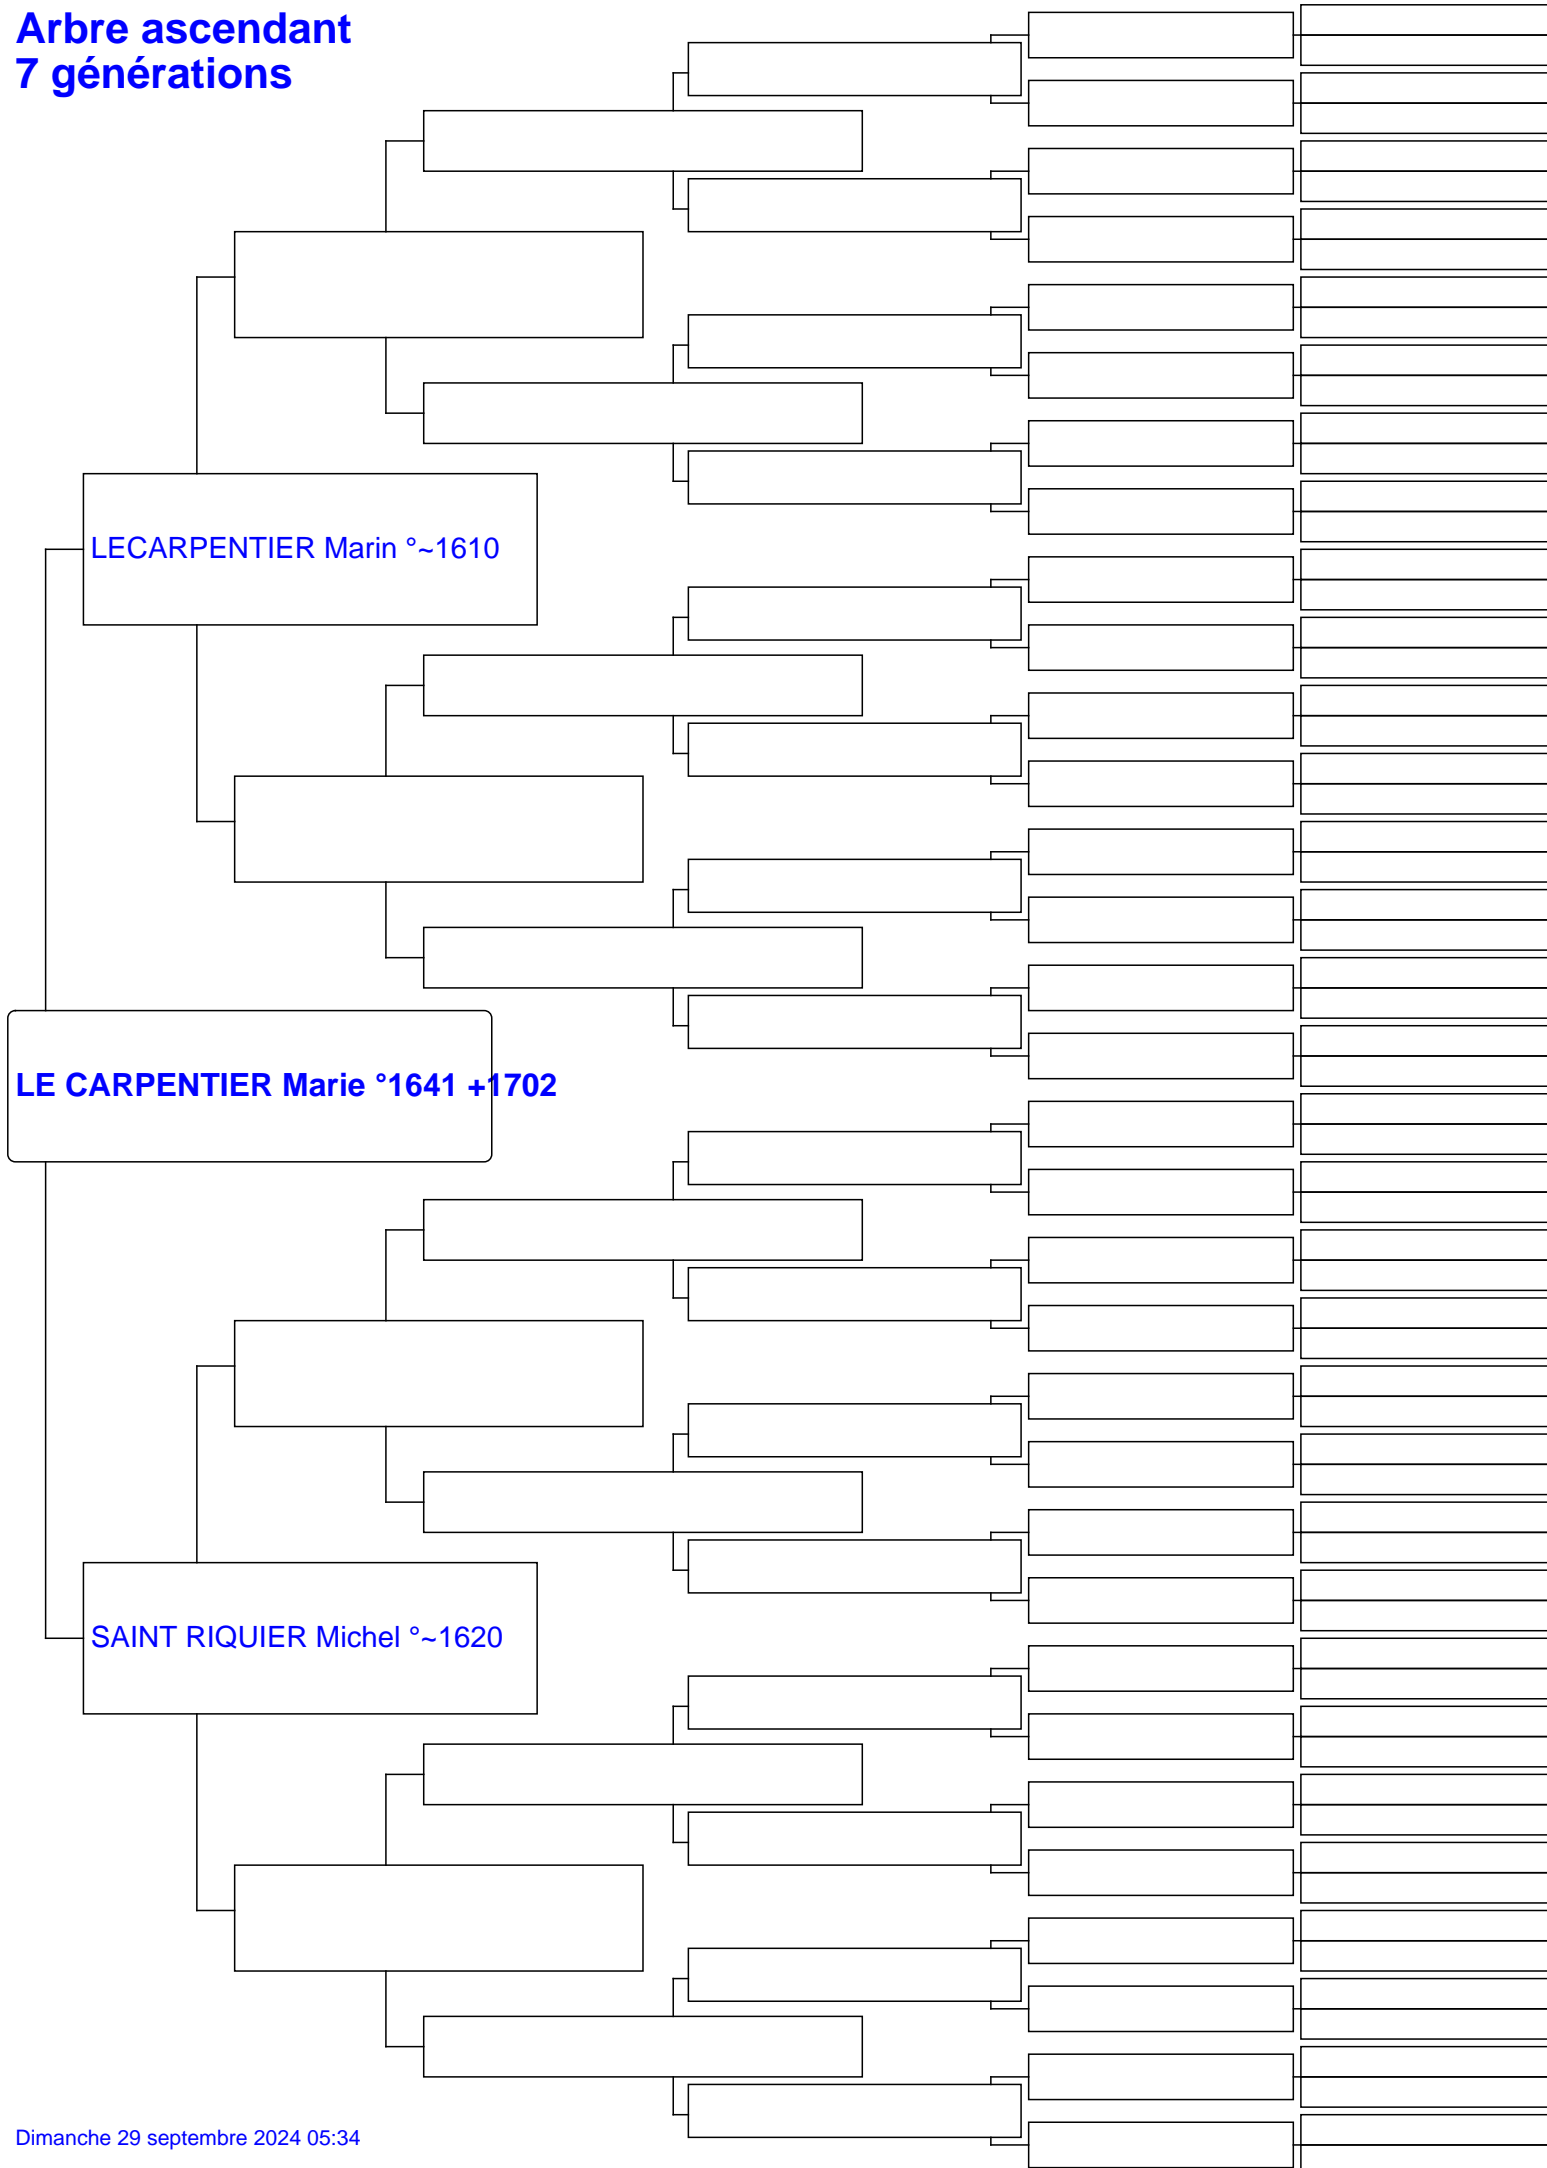 Arbre ascendant
7 générations
LECARPENTIER Marin °~1610
LE CARPENTIER Marie °1641 +1702
SAINT RIQUIER Michel °~1620
Dimanche 29 septembre 2024 05:34